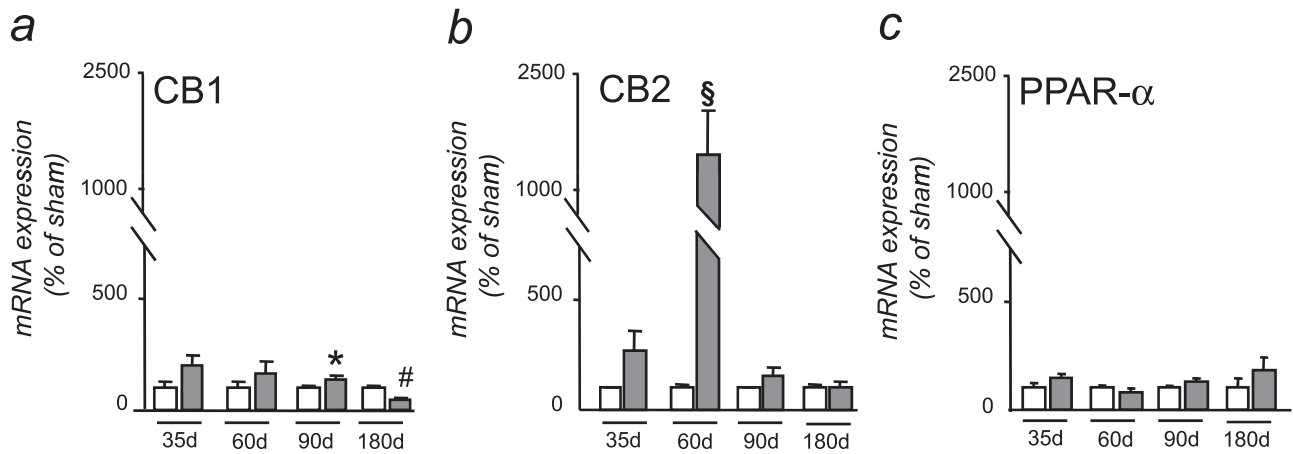 a
CB1
mRNA expression
(% of sham)
2500
1000
500
0
*
#
35d
60d
90d
180d
b
CB2
mRNA expression
(% of sham)
2500
1000
500
0
§
35d
60d
90d
180d
c
PPAR-α
mRNA expression
(% of sham)
2500
1000
500
0
35d
60d
90d
180d